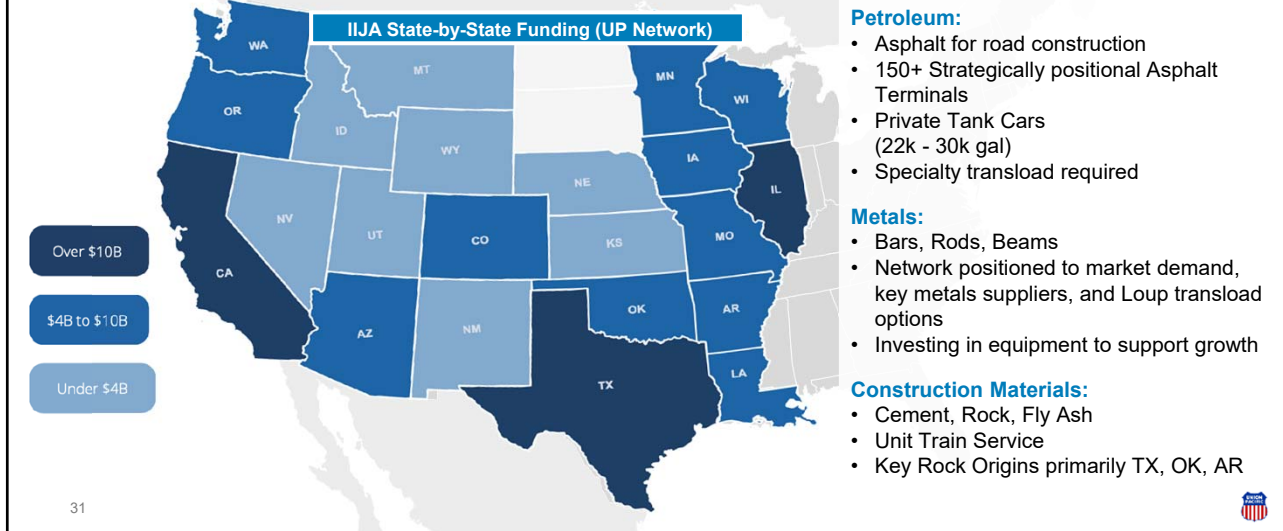 IIJA State-by-State Funding (UP Network)
WA
OR
CA
NV
ID
MT
WY
UT
AZ
CO
NM
NE
KS
OK
TX
MN
IA
MO
AR
LA
WI
IL
Over $10B
$4B to $10B
Under $4B
Petroleum:
• Asphalt for road construction
• 150+ Strategically positional Asphalt
Terminals
• Private Tank Cars
(22k - 30k gal)
• Specialty transload required
Metals:
• Bars, Rods, Beams
• Network positioned to market demand,
key metals suppliers, and Loup transload
options
• Investing in equipment to support growth
Construction Materials:
• Cement, Rock, Fly Ash
• Unit Train Service
• Key Rock Origins primarily TX, OK, AR
31
UNION
PACIFIC